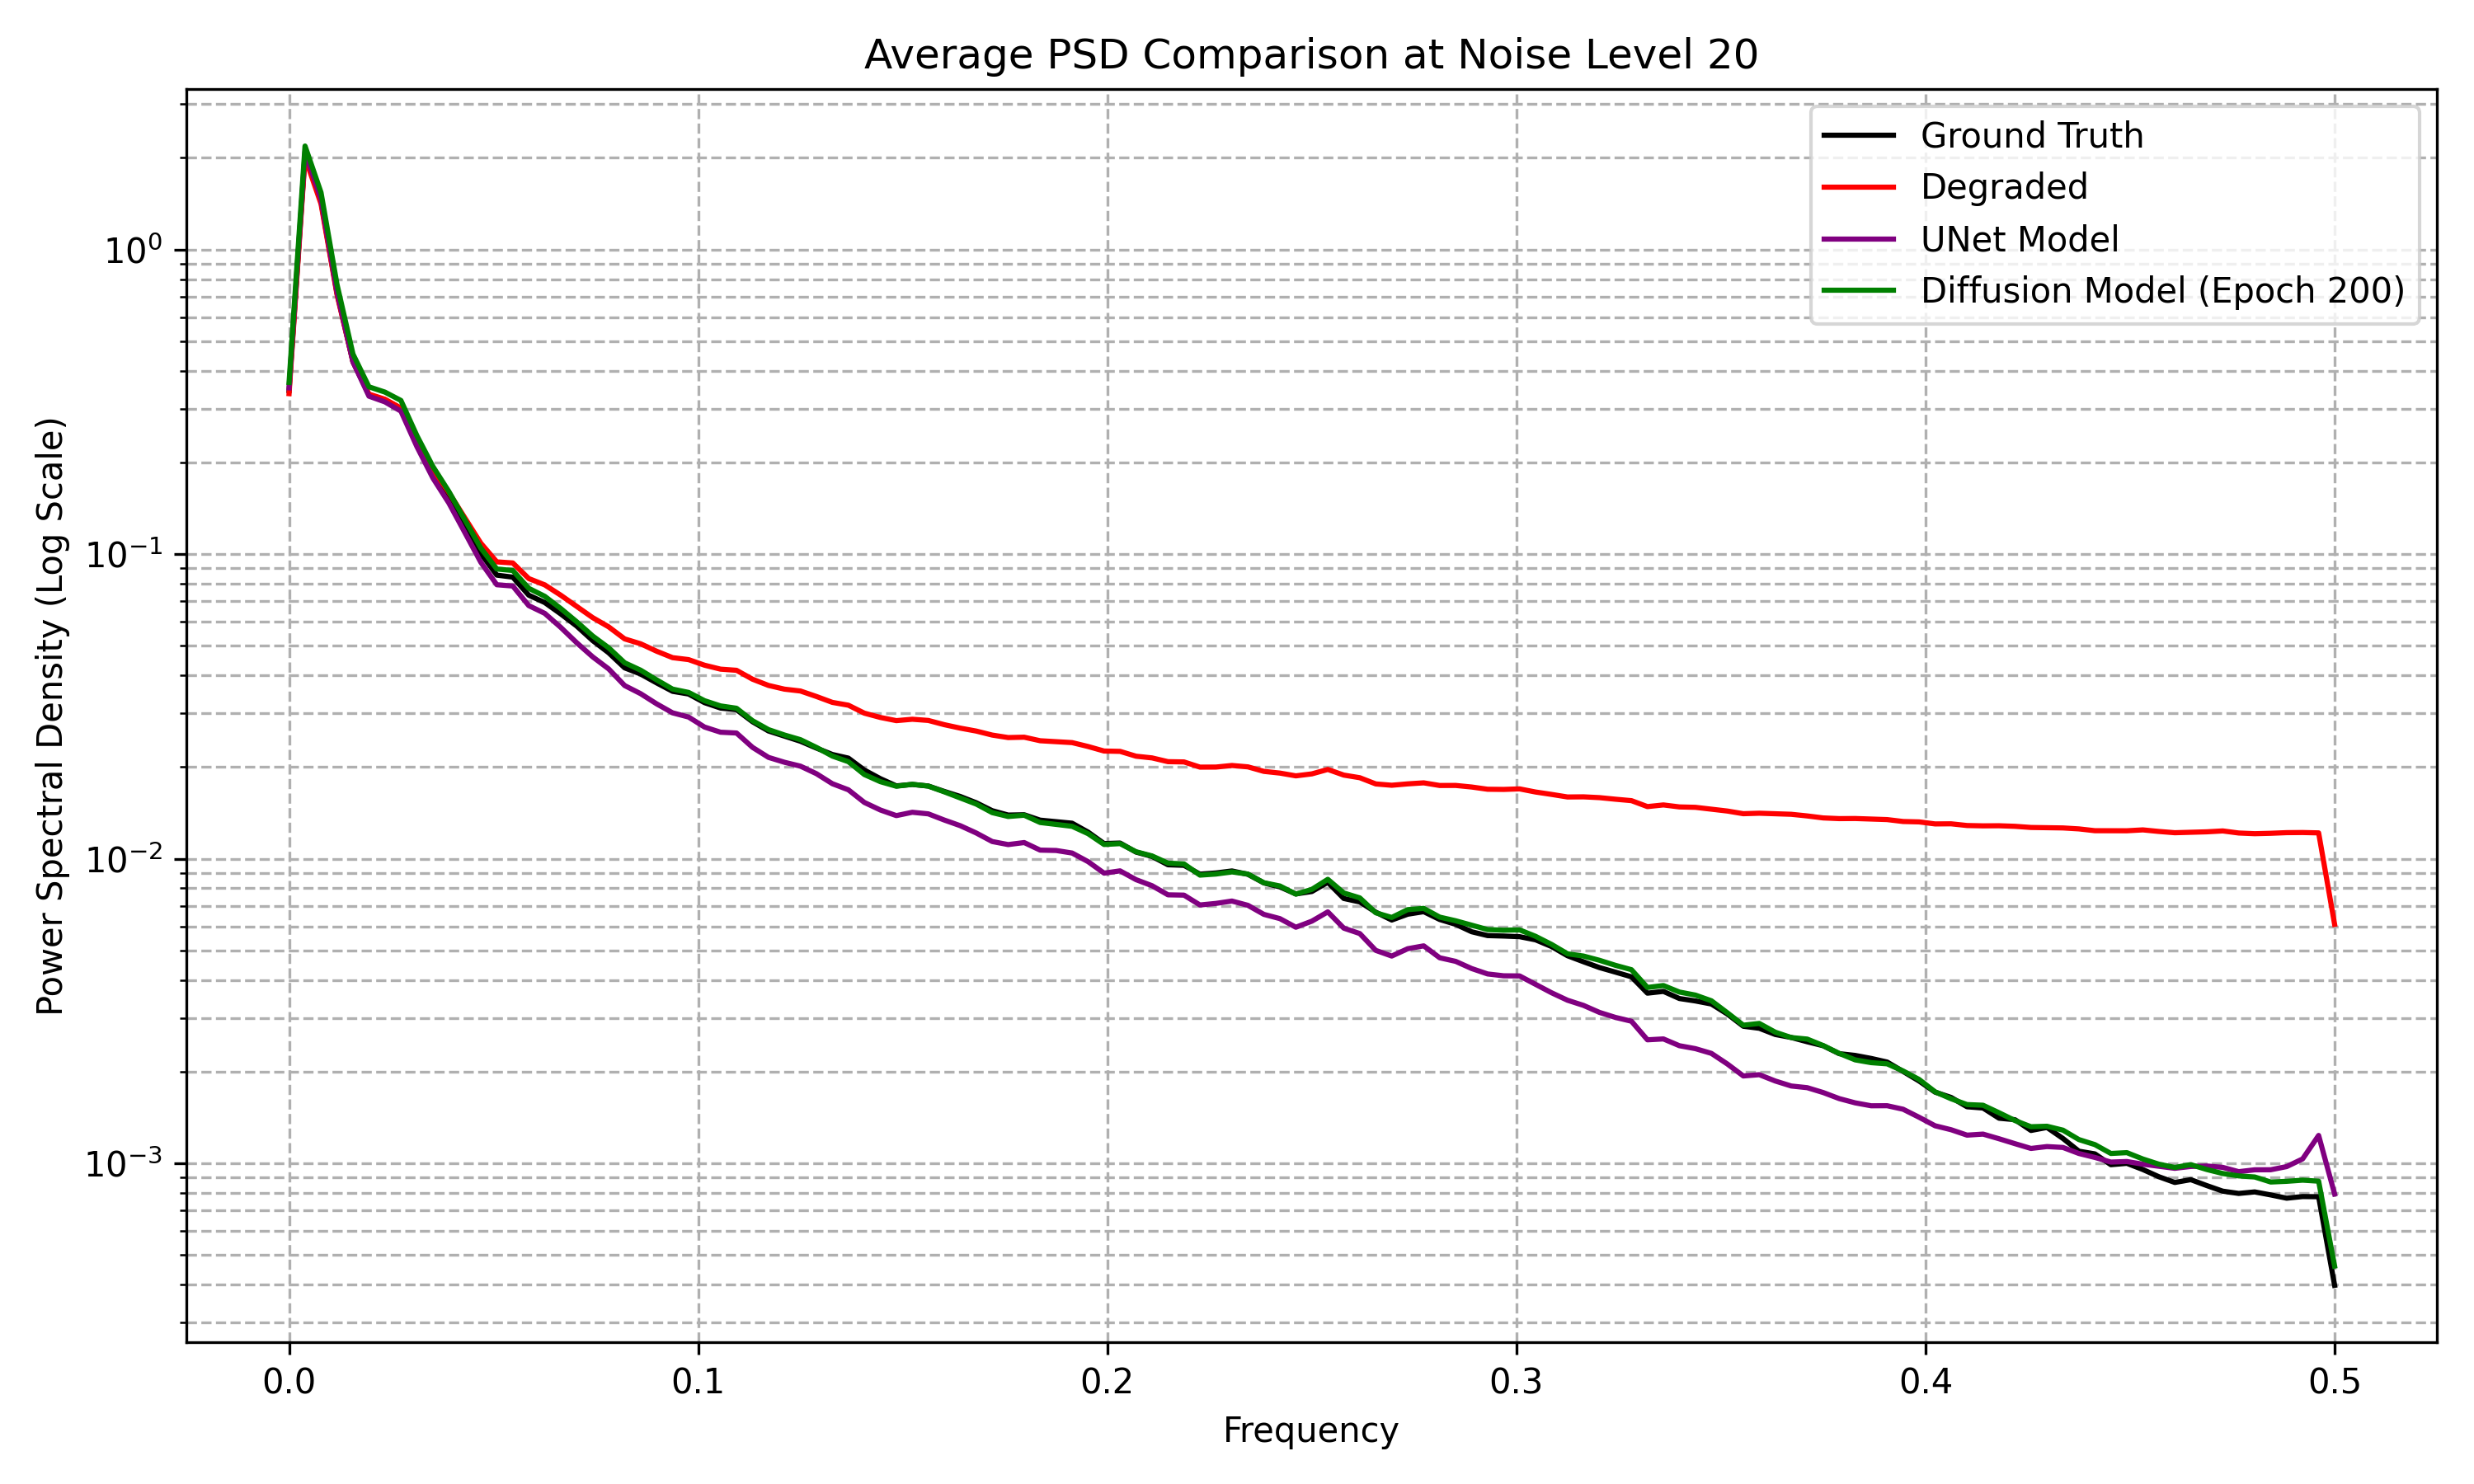 Average PSD Comparison at Noise Level 20
Ground Truth
Degraded
UNet Model
Diffusion Model (Epoch 200)
Power Spectral Density (Log Scale)
10⁰
10⁻¹
10⁻²
10⁻³
0.0 0.1 0.2 0.3 0.4 0.5
Frequency